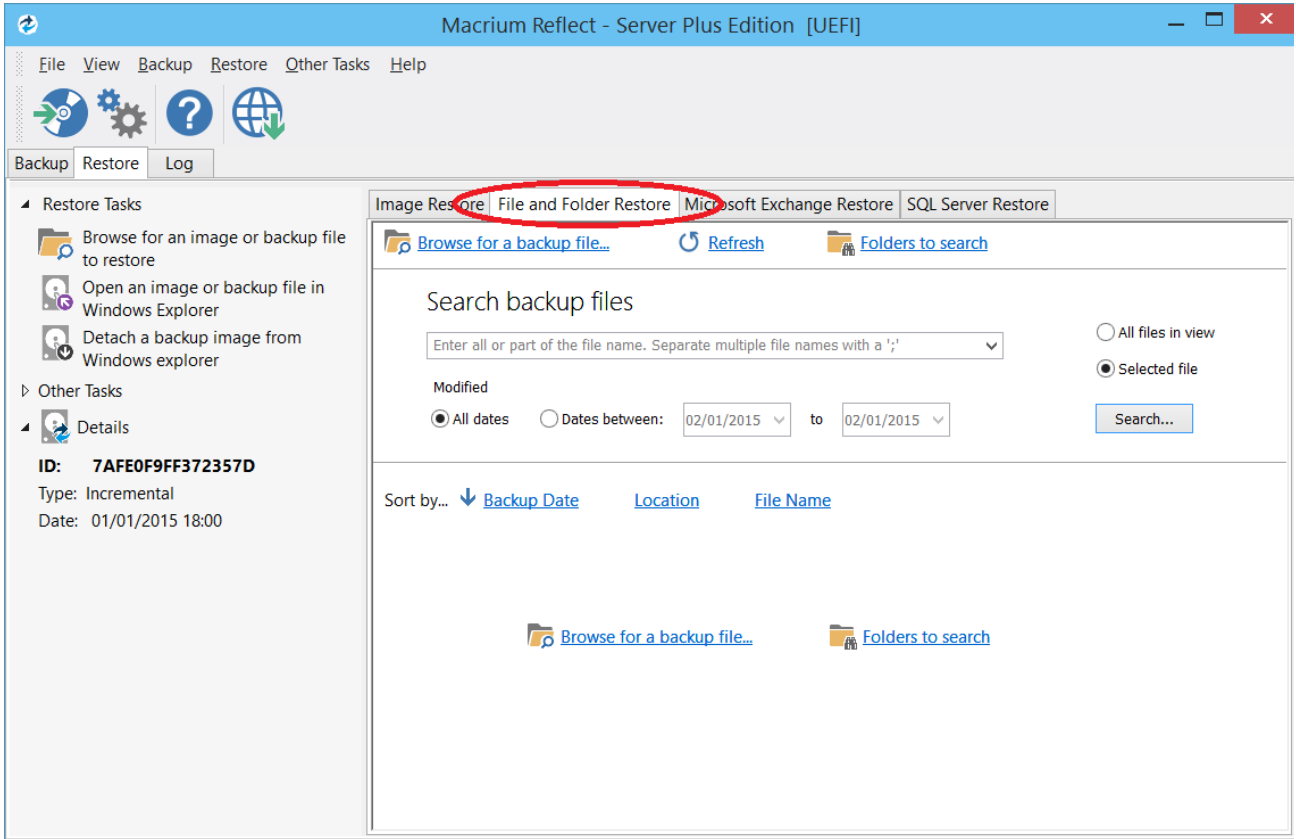 Macrium Reflect - Server Plus Edition [UEFI]
File View Backup Restore Other Tasks Help
Backup Restore Log
Restore Tasks
Browse for an image or backup file
to restore
Open an image or backup file in
Windows Explorer
Detach a backup image from
Windows explorer
Other Tasks
Details
ID: 7AFE0F9FF372357D
Type: Incremental
Date: 01/01/2015 18:00
Image Restore File and Folder Restore Microsoft Exchange Restore SQL Server Restore
Browse for a backup file... Refresh Folders to search
Search backup files
Enter all or part of the file name. Separate multiple file names with a ';'
All files in view
Selected file
Modified
All dates Dates between: 02/01/2015 to 02/01/2015
Search...
Sort by... Backup Date Location File Name
Browse for a backup file... Folders to search